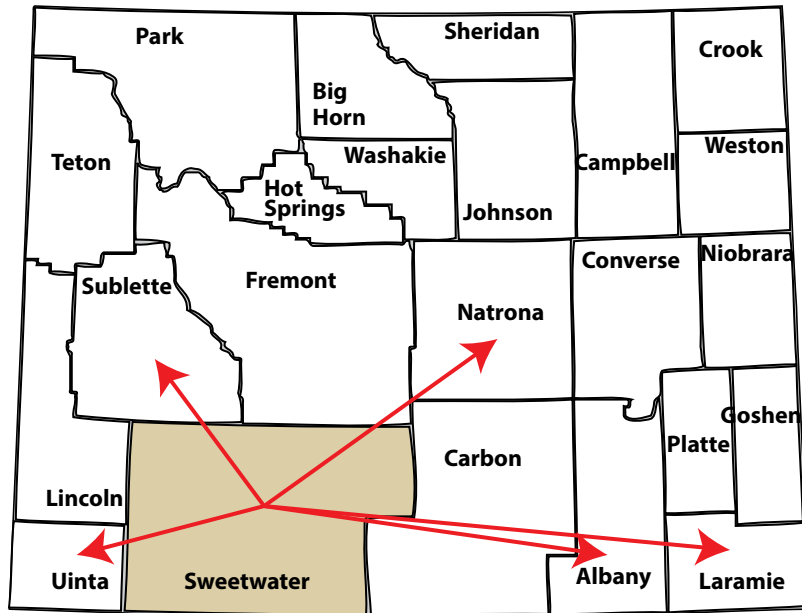 Park
Sheridan
Crook
Big
Horn
Teton
Washakie
Campbell
Weston
Hot
Springs
Johnson
Sublette
Fremont
Converse
Niobrara
Natrona
Goshen
Platte
Carbon
Lincoln
Uinta
Sweetwater
Albany
Laramie